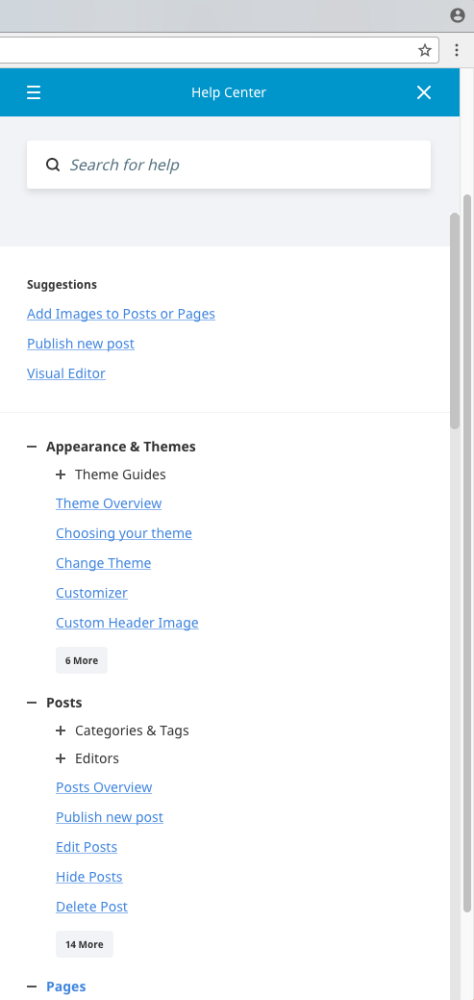 Help Center
Search for help
Suggestions
Add Images to Posts or Pages
Publish new post
Visual Editor
Appearance & Themes
Theme Guides
Theme Overview
Choosing your theme
Change Theme
Customizer
Custom Header Image
6 More
Posts
Categories & Tags
Editors
Posts Overview
Publish new post
Edit Posts
Hide Posts
Delete Post
14 More
Pages